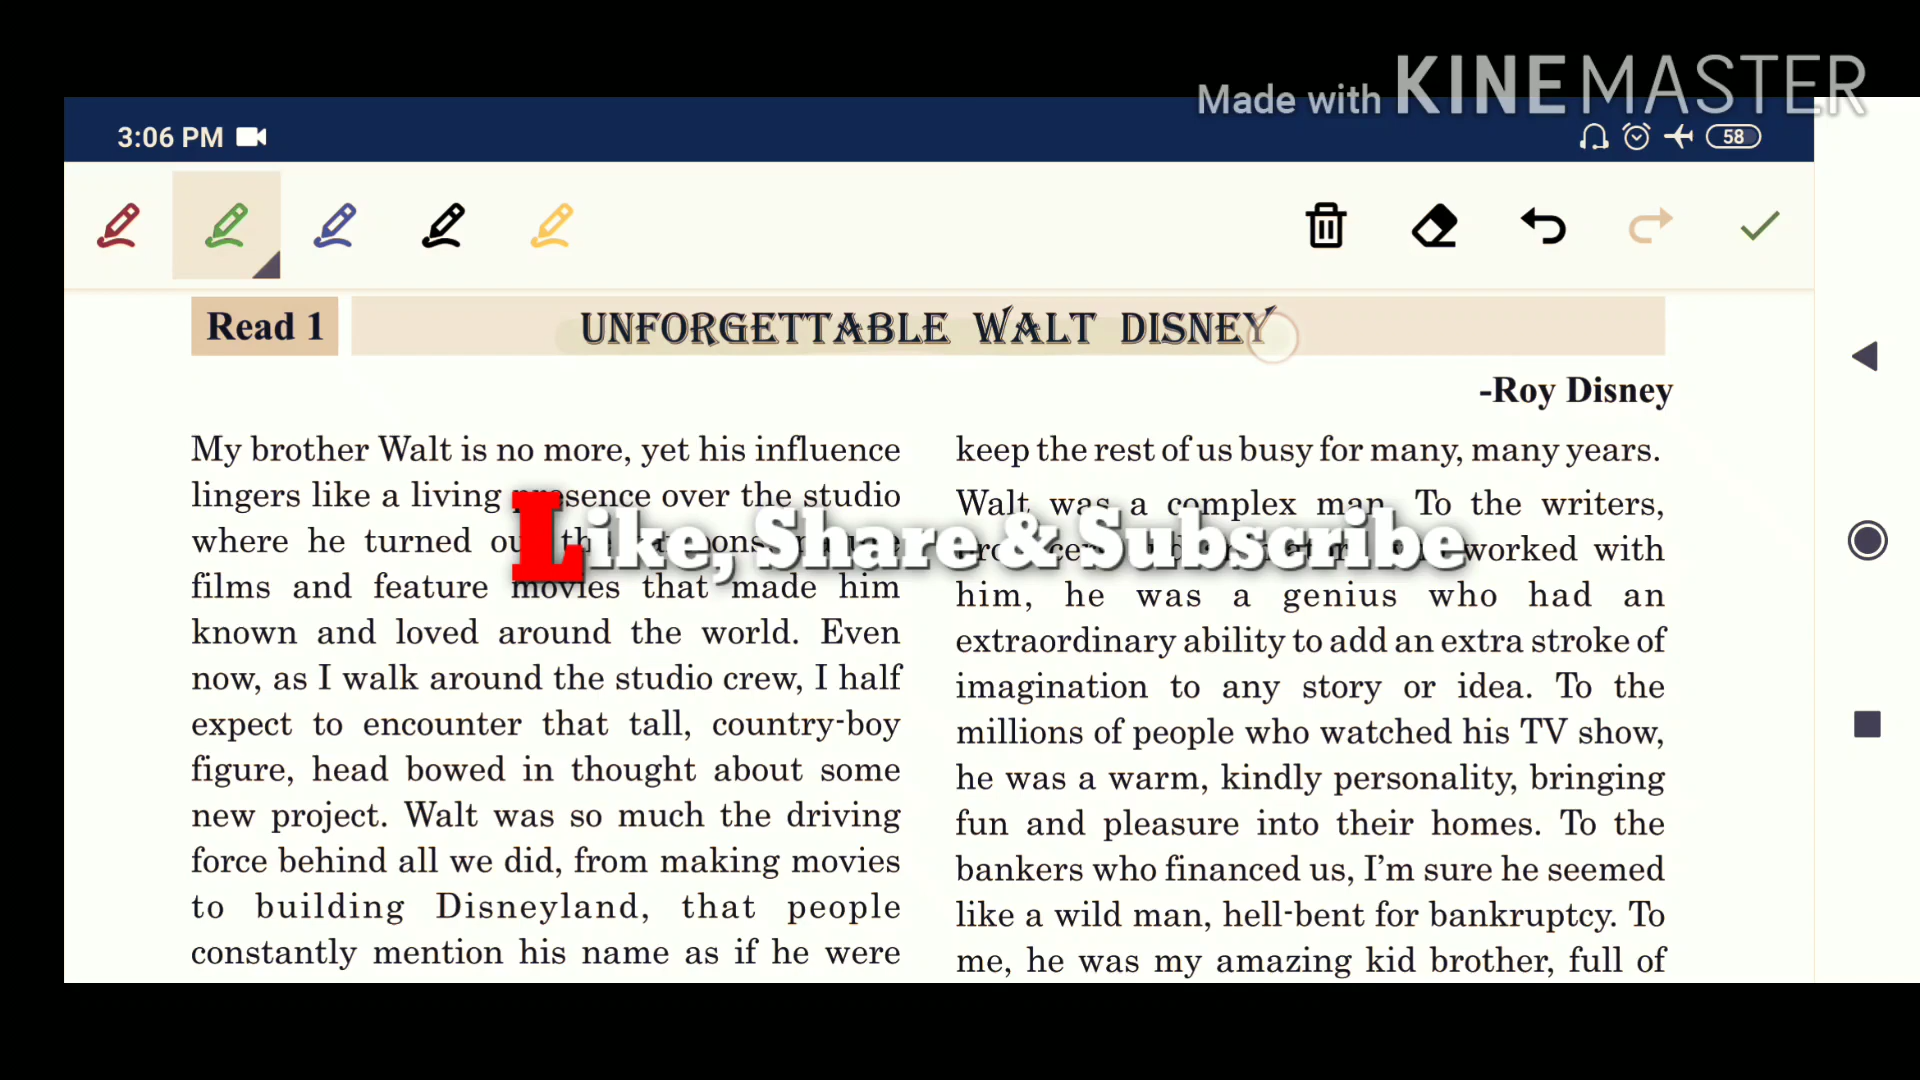 Made with KINEMASTER
3:06 PM
58
Read 1
UNFORGETTABLE WALT DISNEY
-Roy Disney
My brother Walt is no more, yet his influence
lingers like a living presence over the studio
where he turned out the
films and feature movies that made him
known and loved around the world. Even
now, as I walk around the studio crew, I half
expect to encounter that tall, country-boy
figure, head bowed in thought about some
new project. Walt was so much the driving
force behind all we did, from making movies
to building Disneyland, that people
constantly mention his name as if he were
keep the rest of us busy for many, many years.
Walt was a complex man. To the writers,
worked with
him, he was a genius who had an
extraordinary ability to add an extra stroke of
imagination to any story or idea. To the
millions of people who watched his TV show,
he was a warm, kindly personality, bringing
fun and pleasure into their homes. To the
bankers who financed us, I'm sure he seemed
like a wild man, hell-bent for bankruptcy. To
me, he was my amazing kid brother, full of
Like, Share & Subscribe